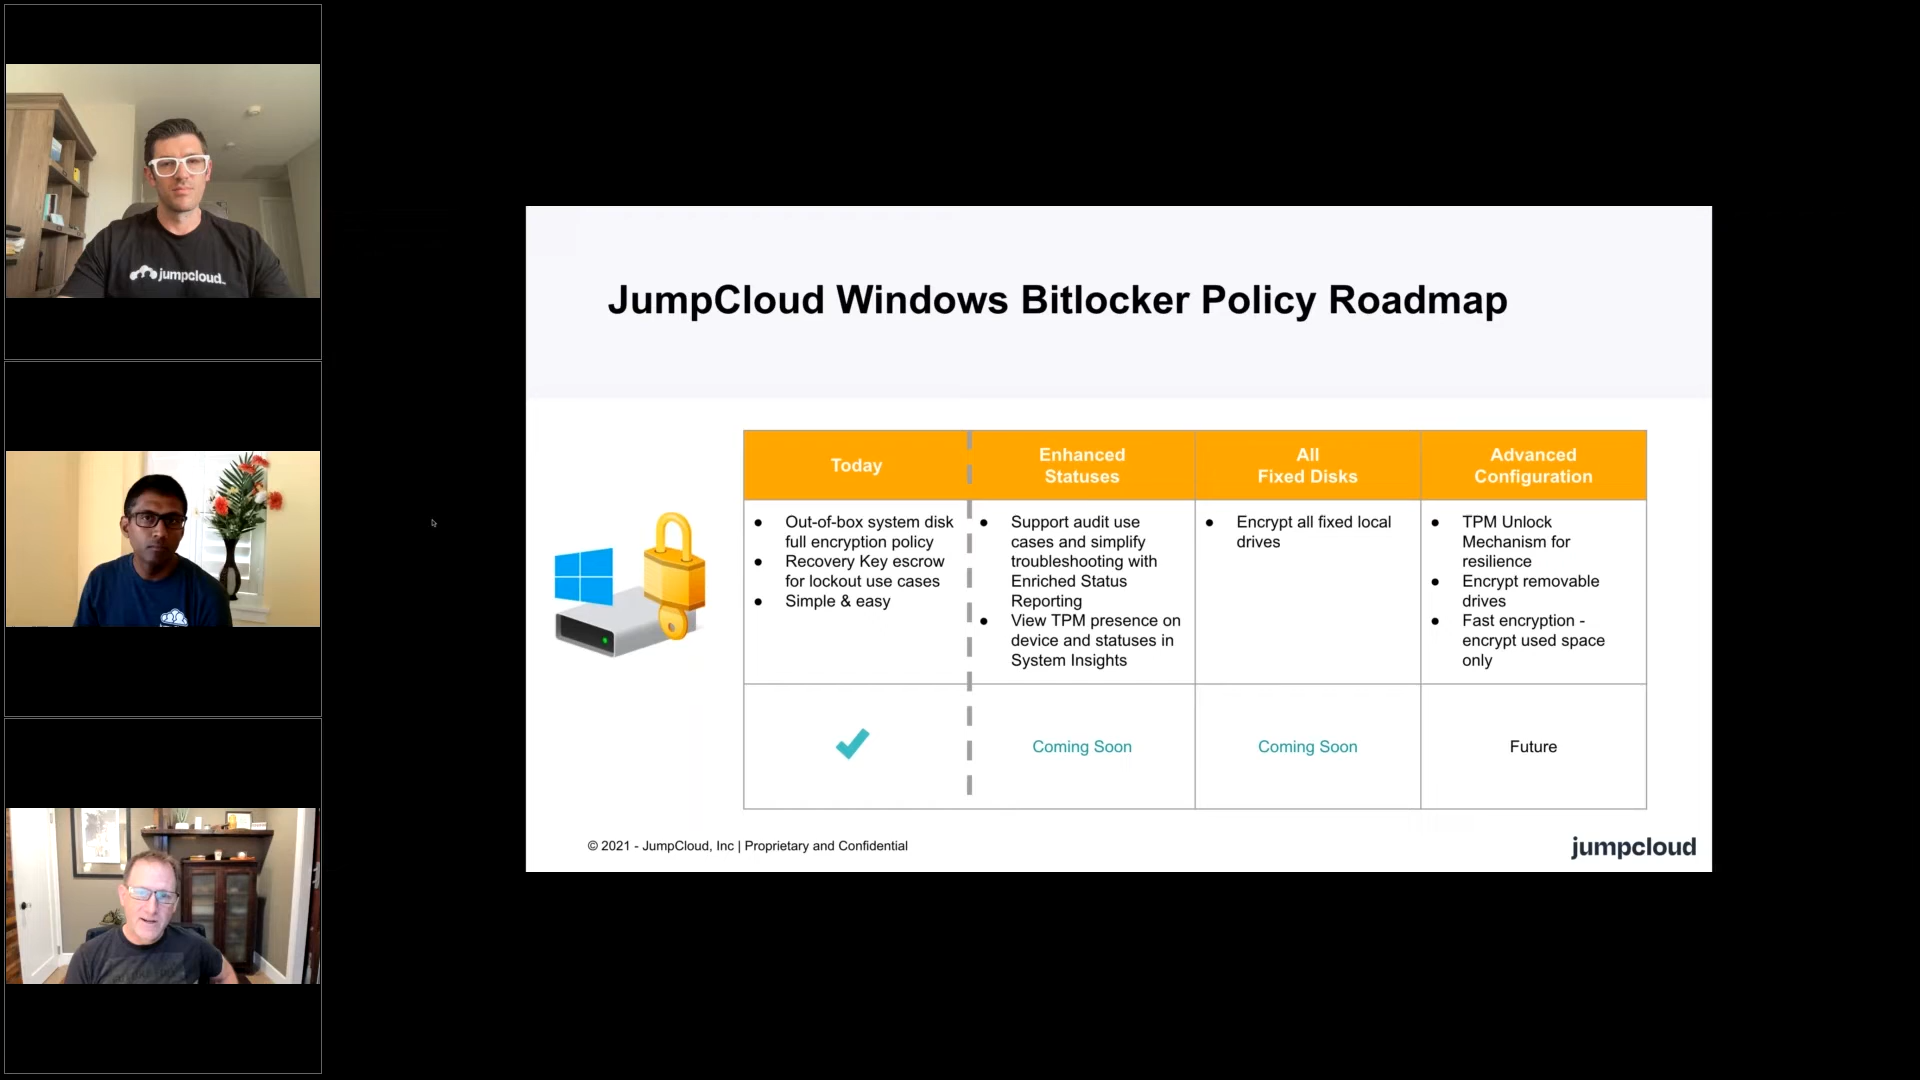 jumpcloud
JumpCloud Windows Bitlocker Policy Roadmap
Today
Enhanced
Statuses
All
Fixed Disks
Advanced
Configuration
● Out-of-box system disk
full encryption policy
● Recovery Key escrow
for lockout use cases
● Simple & easy
● Support audit use
cases and simplify
troubleshooting with
Enriched Status
Reporting
● View TPM presence on
device and statuses in
System Insights
● Encrypt all fixed local
drives
● TPM Unlock
Mechanism for
resilience
● Encrypt removable
drives
● Fast encryption -
encrypt used space
only
Coming Soon
Coming Soon
Future
© 2021 - JumpCloud, Inc | Proprietary and Confidential
jumpcloud